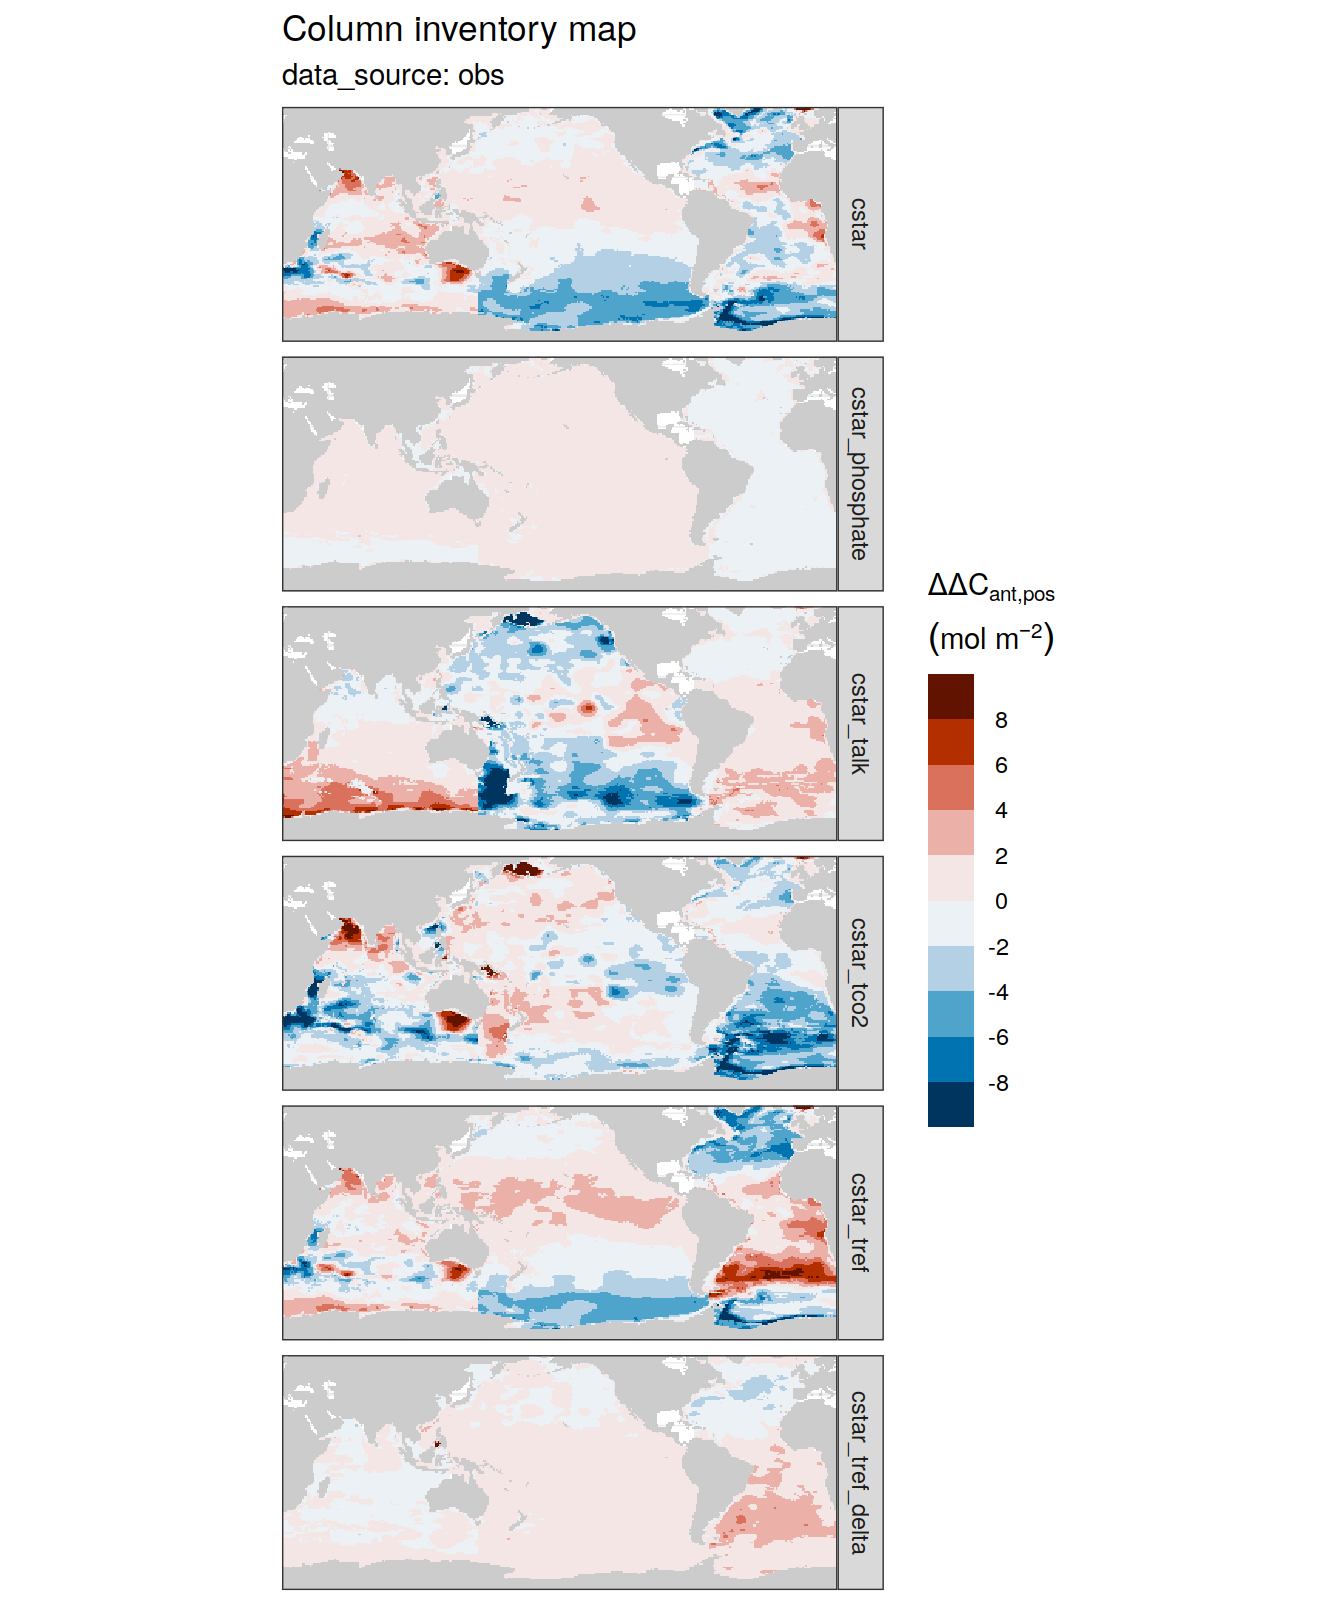 Column inventory map
data_source: obs
cstar
cstar_phosphate
cstar_talk
cstar_tco2
cstar_tref
cstar_tref_delta
ΔΔCant,pos
(mol m−2)
8
6
4
2
0
-2
-4
-6
-8